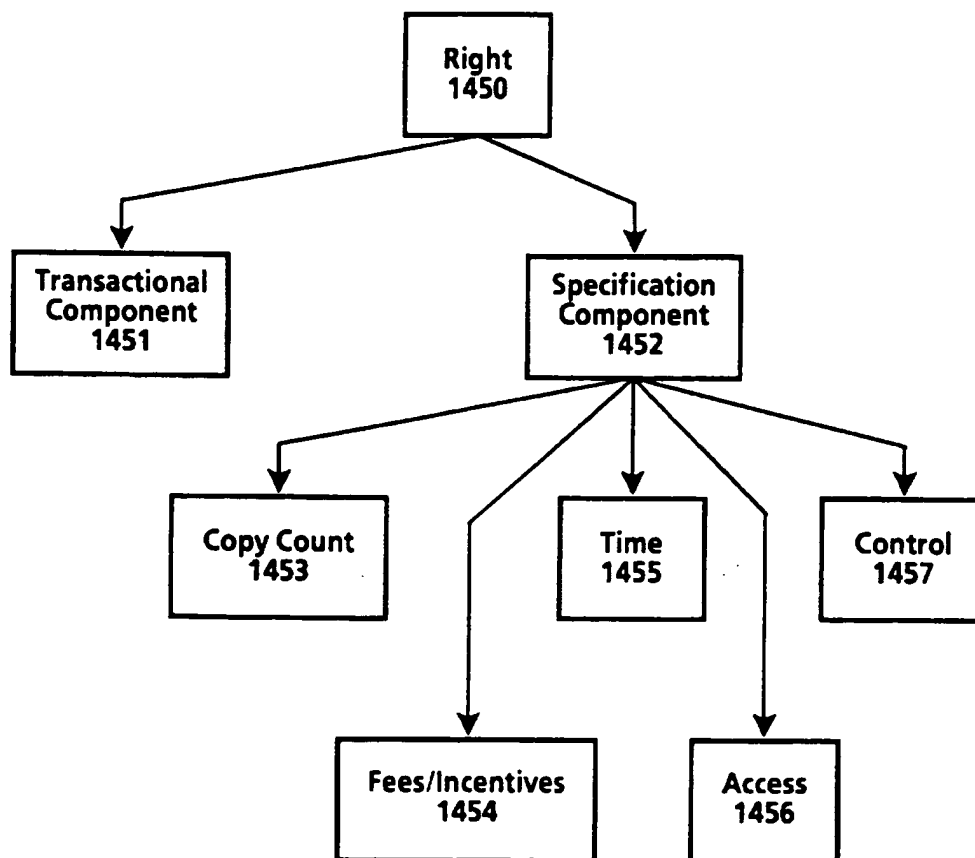 Right
1450
Transactional
Component
1451
Specification
Component
1452
Copy Count
1453
Time
1455
Control
1457
Fees/Incentives
1454
Access
1456